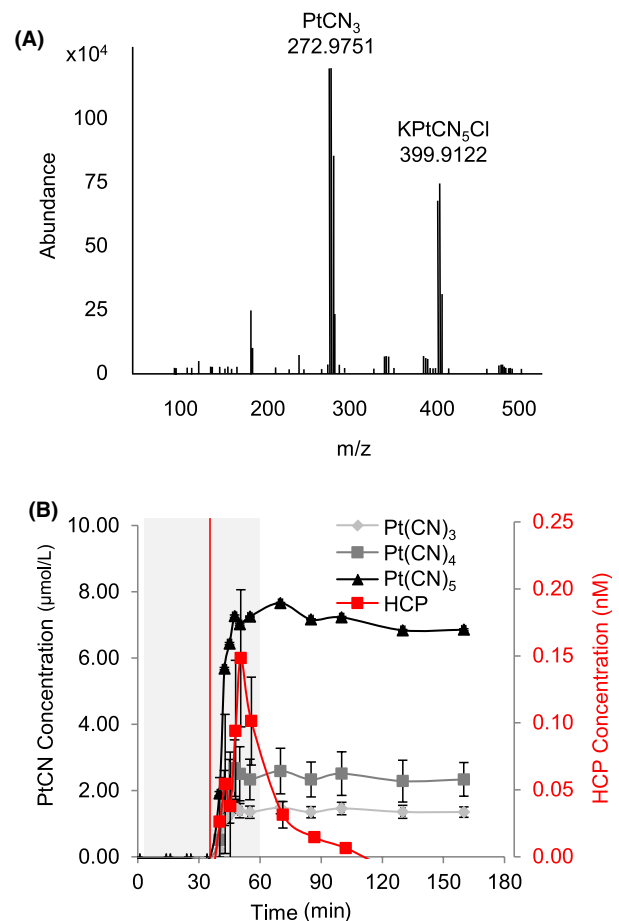 (A)
x10⁴
PtCN₃
272.9751
KPtCN₅Cl
399.9122
100
75
50
25
0
Abundance
100 200 300 400 500
m/z
(B)
10.00
8.00
6.00
4.00
2.00
0.00
PtCN Concentration (μmol/L)
Pt(CN)₃
Pt(CN)₄
Pt(CN)₅
HCP
0.25
0.20
0.15
0.10
0.05
0.00
HCP Concentration (nM)
0 30 60 90 120 150 180
Time (min)